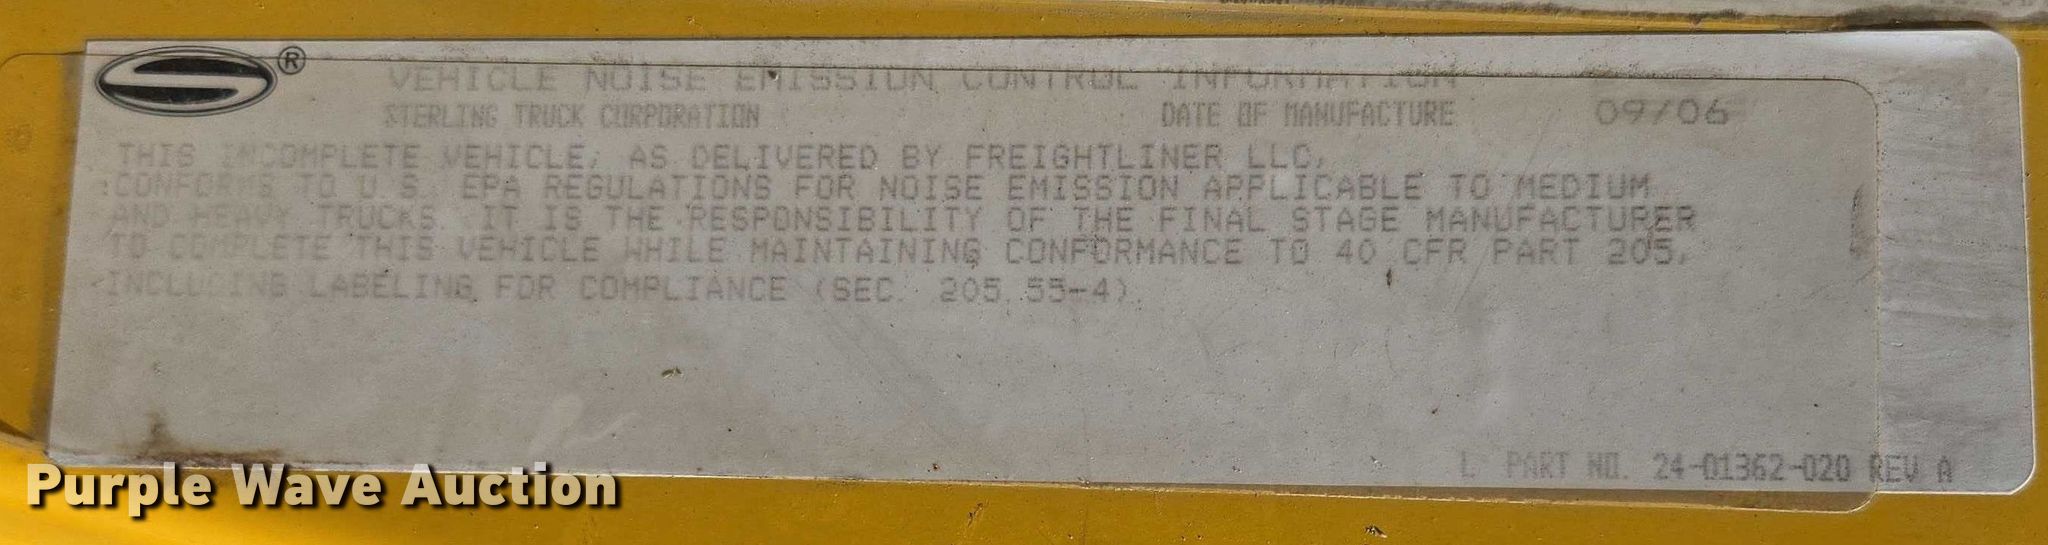 ®
VEHICLE NOISE EMISSION CONTROL INFORMATION
STERLING TRUCK CORPORATION DATE OF MANUFACTURE 09/06
THIS INCOMPLETE VEHICLE, AS DELIVERED BY FREIGHTLINER LLC,
CONFORMS TO U.S. EPA REGULATIONS FOR NOISE EMISSION APPLICABLE TO MEDIUM
AND HEAVY TRUCKS. IT IS THE RESPONSIBILITY OF THE FINAL STAGE MANUFACTURER
TO COMPLETE THIS VEHICLE WHILE MAINTAINING CONFORMANCE TO 40 CFR PART 205,
INCLUDING LABELING FOR COMPLIANCE (SEC. 205.55-4).
L PART NO. 24-01362-020 REV A
Purple Wave Auction